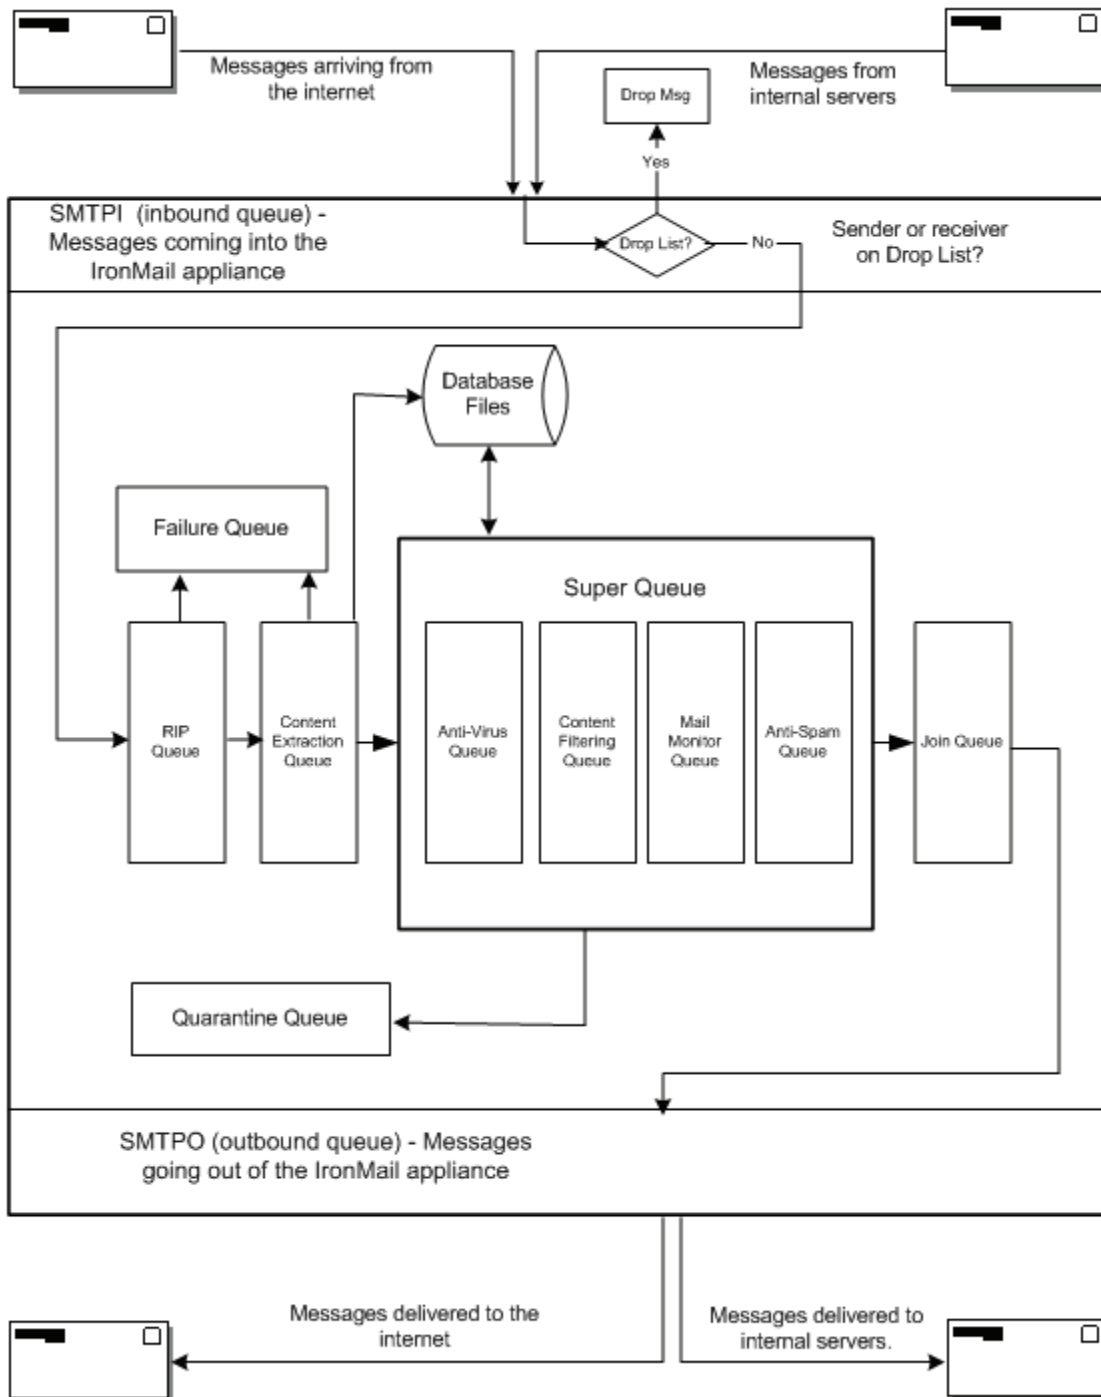 Messages arriving from
the internet
Messages from
internal servers
Drop Msg
Yes
SMTPI (inbound queue) -
Messages coming into the
IronMail appliance
Drop List?
No
Sender or receiver
on Drop List?
Database
Files
Failure Queue
Super Queue
RIP
Queue
Content
Extraction
Queue
Anti-Virus
Queue
Content
Filtering
Queue
Mail
Monitor
Queue
Anti-Spam
Queue
Join Queue
Quarantine Queue
SMTPO (outbound queue) - Messages
going out of the IronMail appliance
Messages delivered to the
internet
Messages delivered to
internal servers.